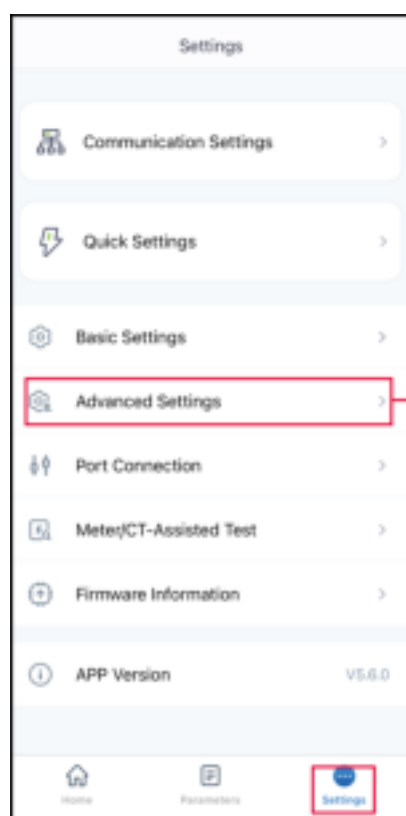 Settings
Communication Settings
Quick Settings
Basic Settings
Advanced Settings
Port Connection
Meter/CT-Assisted Test
Firmware Information
APP Version V5.6.0
Home Parameters Settings